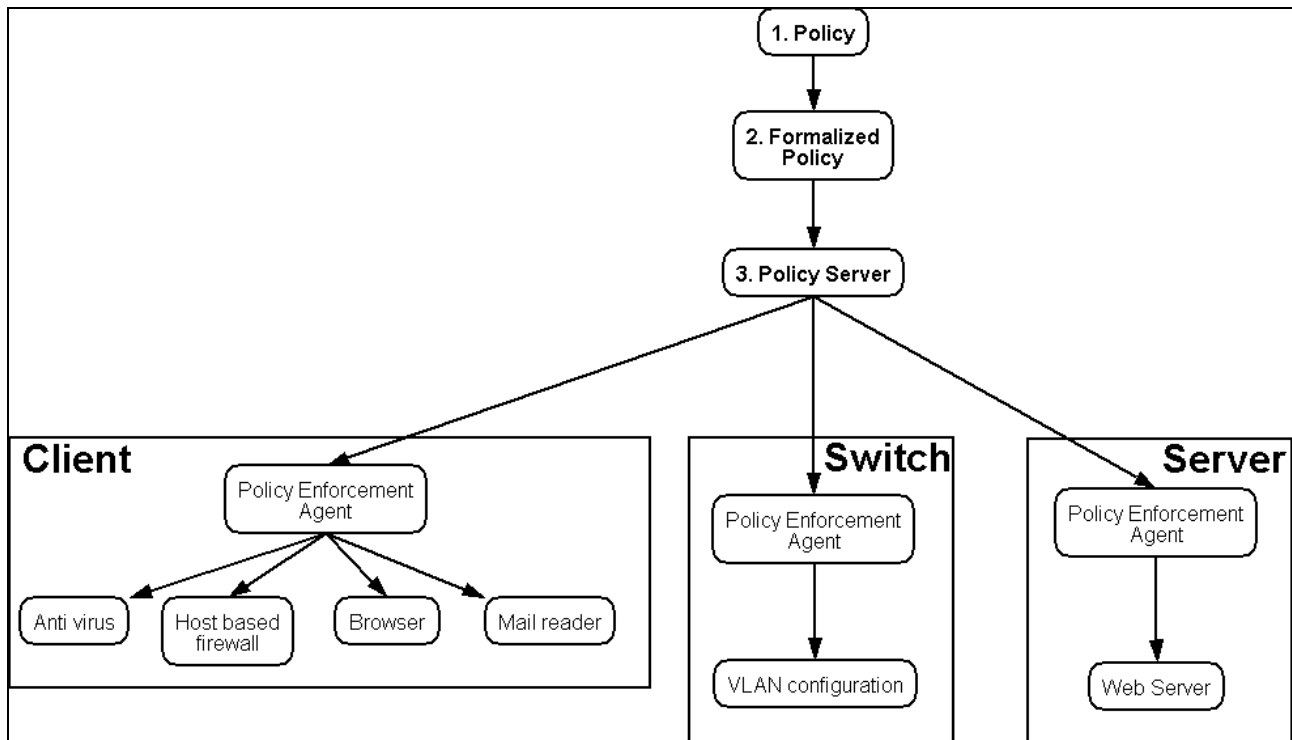 1. Policy
2. Formalized
Policy
3. Policy Server
Client
Policy Enforcement
Agent
Anti virus
Host based
firewall
Browser
Mail reader
Switch
Policy Enforcement
Agent
VLAN configuration
Server
Policy Enforcement
Agent
Web Server